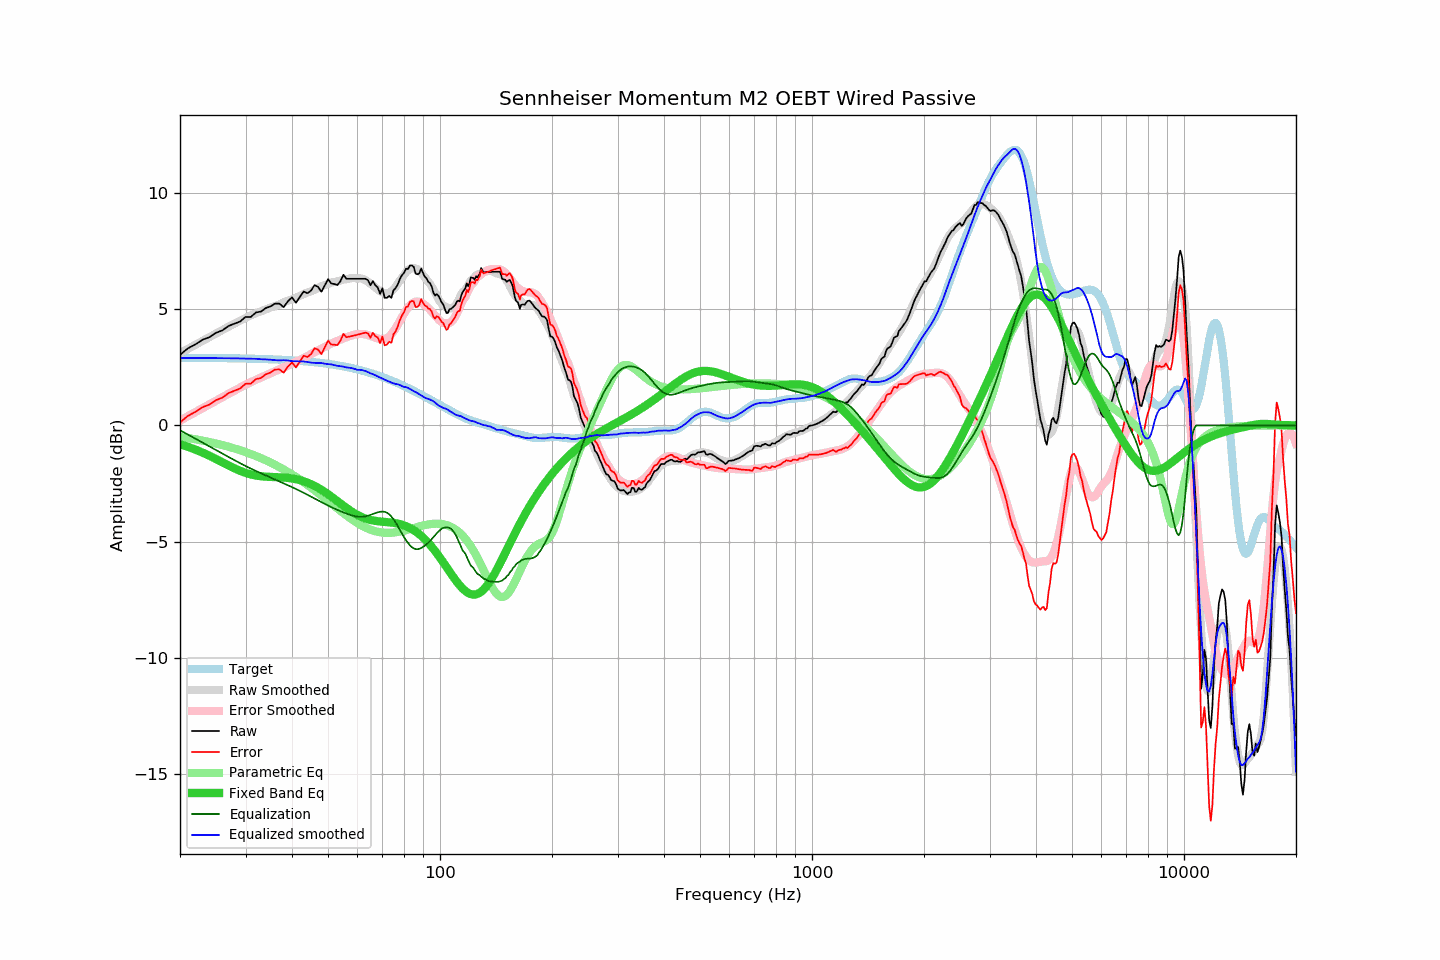 Sennheiser Momentum M2 OEBT Wired Passive
Amplitude (dBr)
10
5
0
−5
−10
−15
Target
Raw Smoothed
Error Smoothed
Raw
Error
Parametric Eq
Fixed Band Eq
Equalization
Equalized smoothed
100
1000
10000
Frequency (Hz)